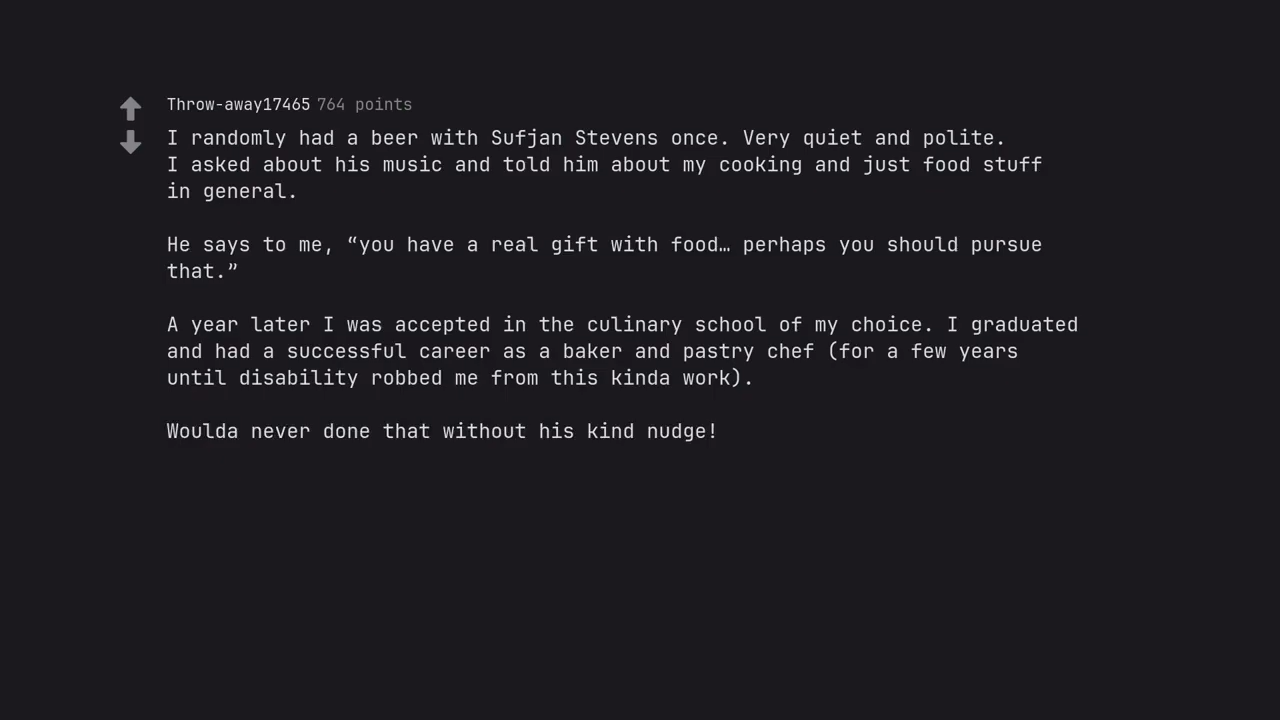 Throw-away17465 764 points
I randomly had a beer with Sufjan Stevens once. Very quiet and polite.
I asked about his music and told him about my cooking and just food stuff
in general.
He says to me, “you have a real gift with food… perhaps you should pursue
that.”
A year later I was accepted in the culinary school of my choice. I graduated
and had a successful career as a baker and pastry chef (for a few years
until disability robbed me from this kinda work).
Woulda never done that without his kind nudge!